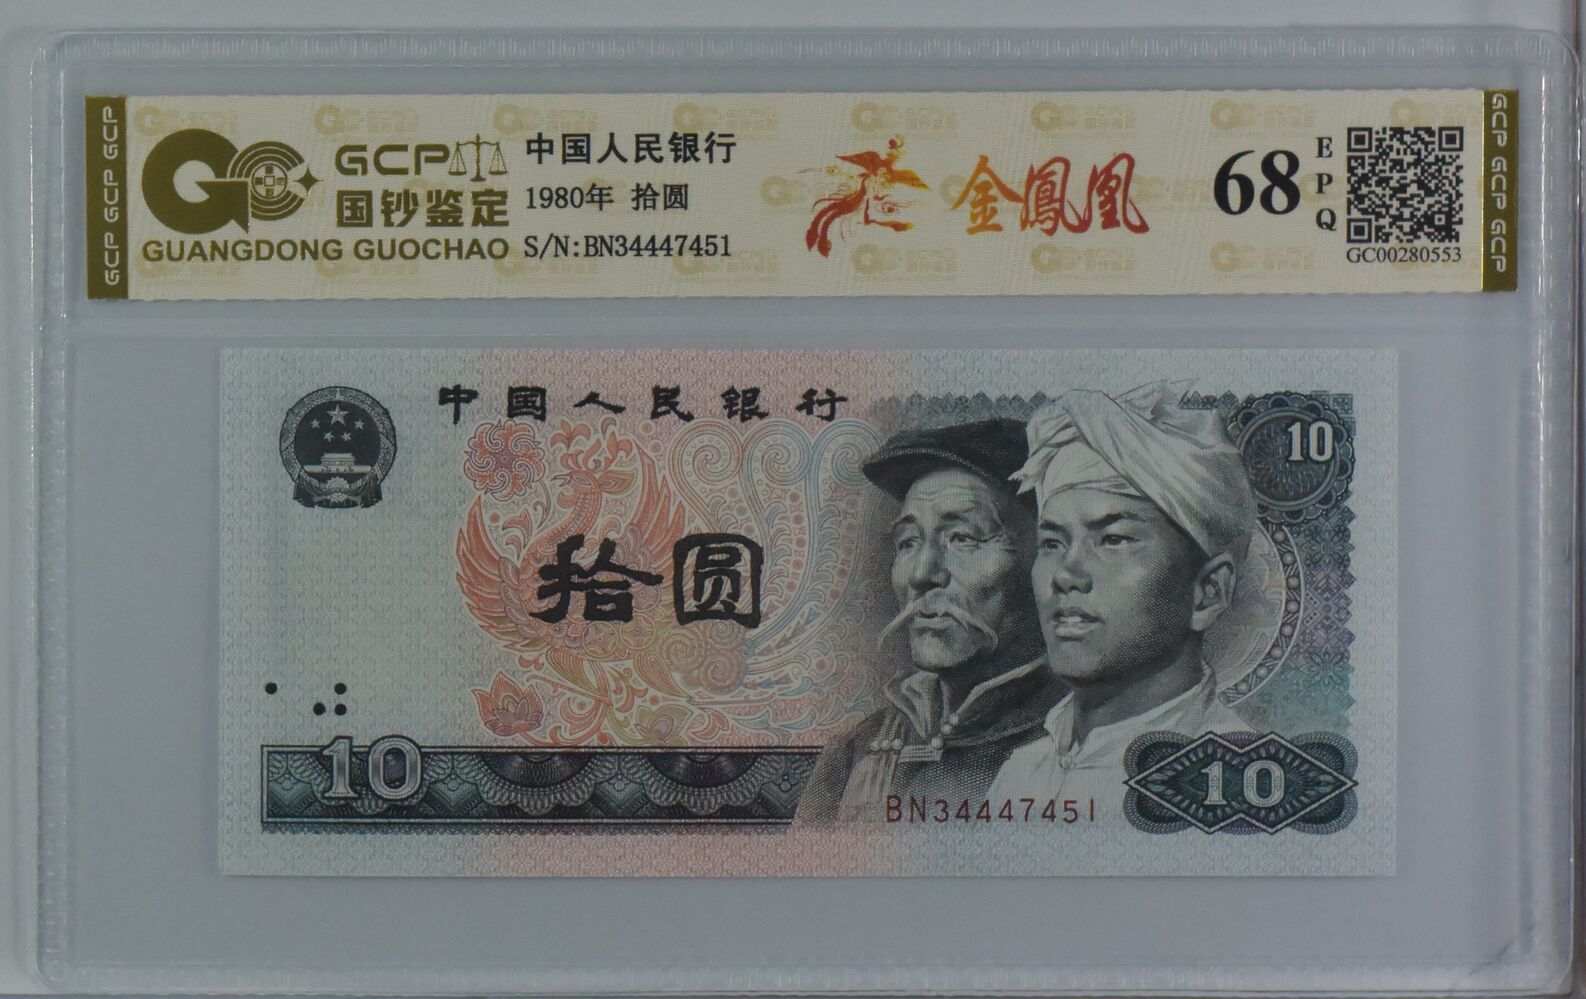 GCP
国钞鉴定
GUANGDONG GUOCHAO
中国人民银行
1980年 拾圆
S/N:BN34447451
金鳳凰
68
EPQ
GC00280553
GCP GCP GCP
GCP GCP GCP
中国人民银行
10
拾圆
10
BN34447451
10